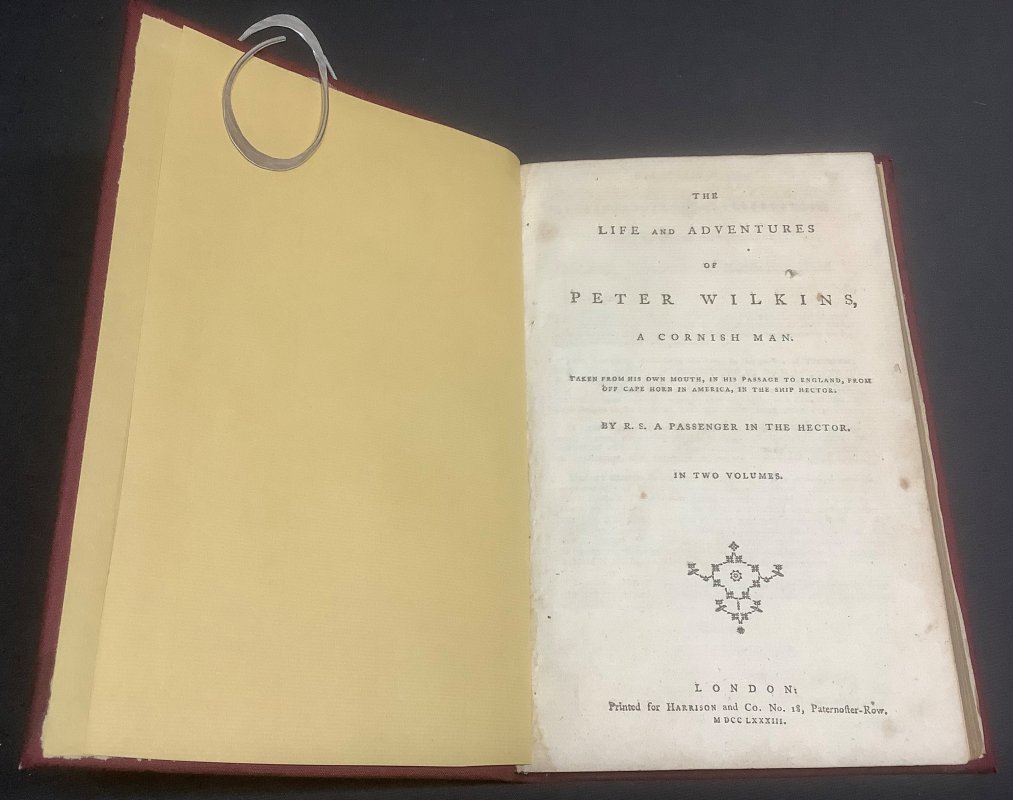 THE
LIFE AND ADVENTURES
OF
PETER WILKINS,
A CORNISH MAN.
TAKEN FROM HIS OWN MOUTH, IN HIS PASSAGE TO ENGLAND, FROM
OFF CAPE HORN IN AMERICA, IN THE SHIP HECTOR.
BY R. S. A PASSENGER IN THE HECTOR.
IN TWO VOLUMES.
LONDON:
Printed for HARRISON and Co. No. 18, Paternoſter-Row.
M DCC LXXXIII.